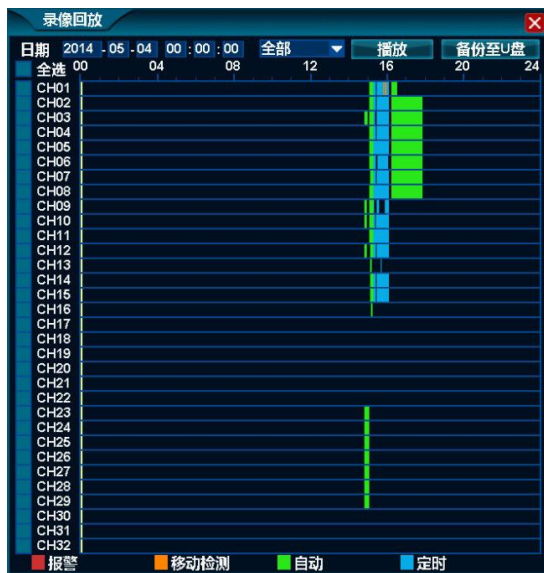 录像回放
日期 2014 - 05 - 04 00 : 00 : 00 全部 播放 备份至U盘
全选 00 04 08 12 16 20 24
CH01
CH02
CH03
CH04
CH05
CH06
CH07
CH08
CH09
CH10
CH11
CH12
CH13
CH14
CH15
CH16
CH17
CH18
CH19
CH20
CH21
CH22
CH23
CH24
CH25
CH26
CH27
CH28
CH29
CH30
CH31
CH32
报警 移动检测 自动 定时